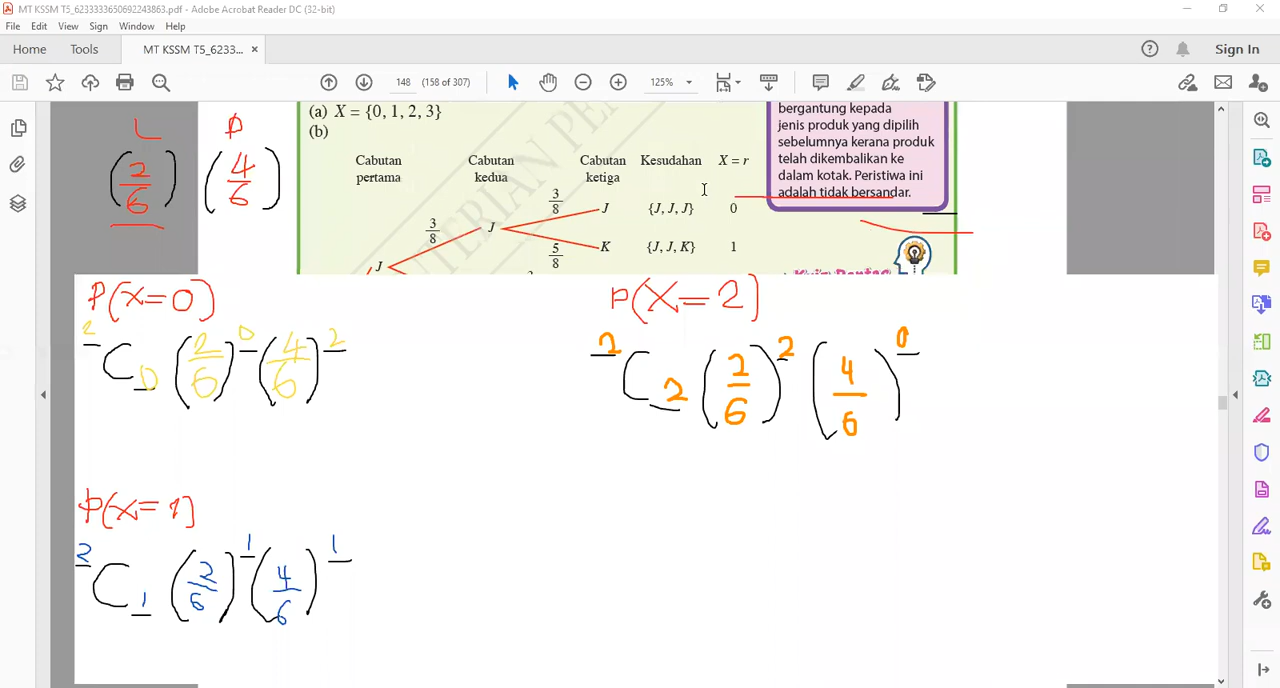 MT KSSM T5_6233333650692243863.pdf - Adobe Acrobat Reader DC (32-bit)
File Edit View Sign Window Help
Home Tools MT KSSM T5_6233... × Sign In
148 (158 of 307) 125%
L P
(2/6) (4/6)
(a) X = {0, 1, 2, 3}
(b)
Cabutan pertama
Cabutan kedua
Cabutan ketiga
Kesudahan
X = r
3/8 J {J, J, J} 0
3/8 J
5/8 K {J, J, K} 1
J
bergantung kepada
jenis produk yang dipilih
sebelumnya kerana produk
telah dikembalikan ke
dalam kotak. Peristiwa ini
adalah tidak bersandar.
P(X=0)
²C₀ (2/6)⁰ (4/6)²
P(X=1)
²C₁ (2/6)¹ (4/6)¹
P(X=2)
²C₂ (2/6)² (4/6)⁰